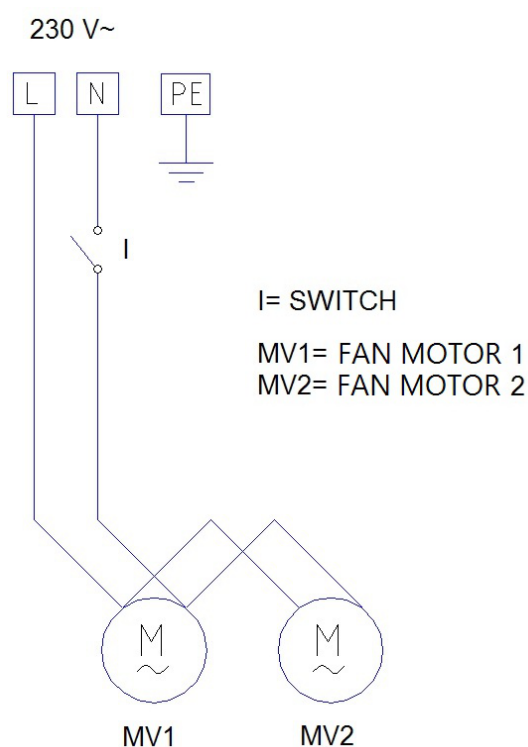 230 V~
L N PE
I
I= SWITCH
MV1= FAN MOTOR 1
MV2= FAN MOTOR 2
M M
~ ~
MV1 MV2